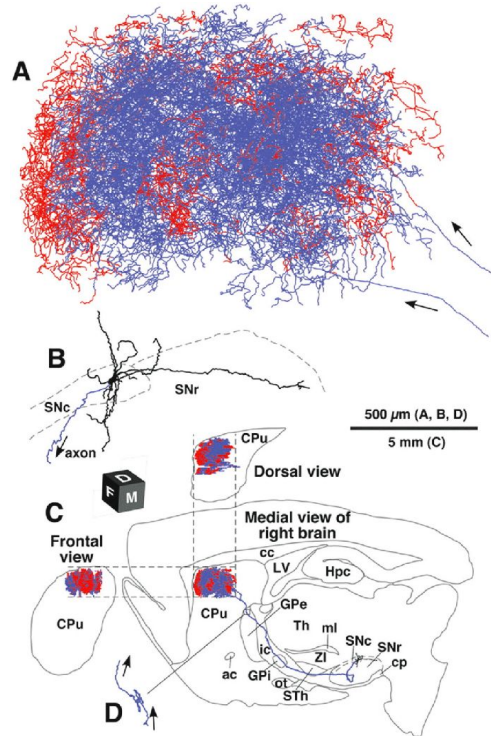 A
B
SNc
SNr
axon
500 µm (A, B, D)
5 mm (C)
CPu
Dorsal view
D
F M
C
Frontal view
Medial view of right brain
cc
LV
Hpc
CPu
CPu
GPe
Th
ml
SNc
SNr
ic
ZI
cp
ac
GPi
ot
STh
D